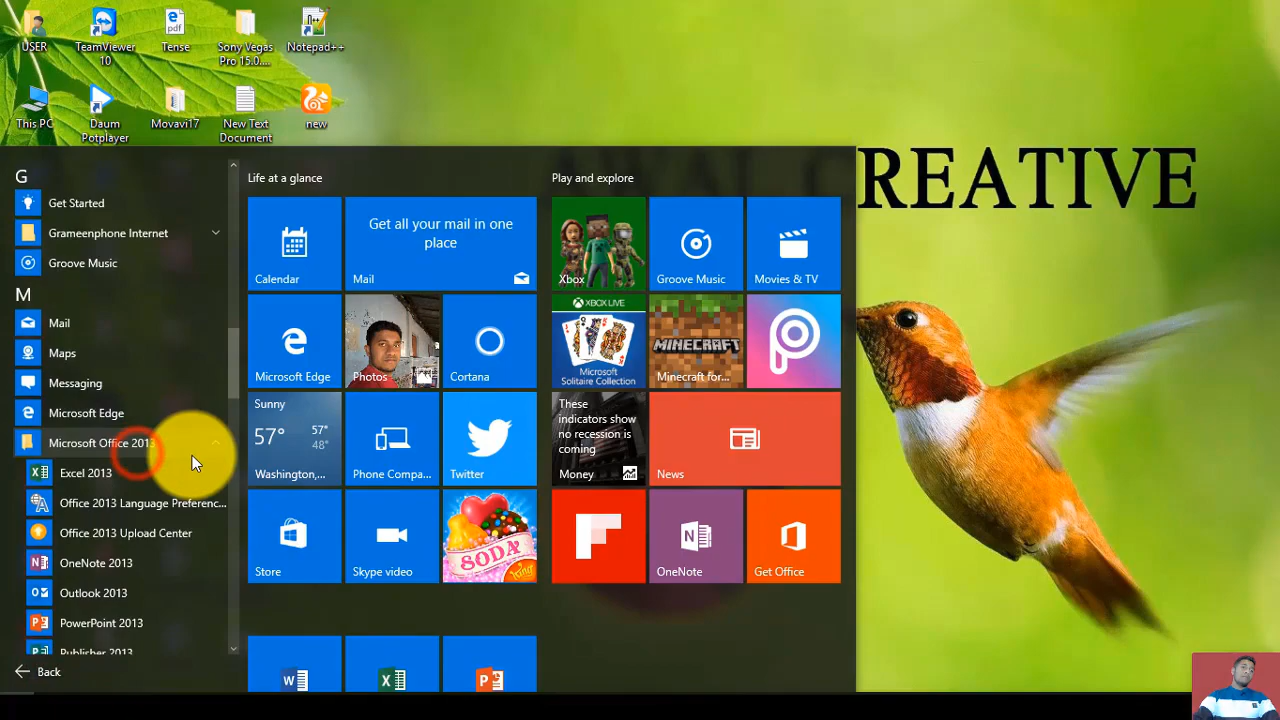 USER
TeamViewer
10
pdf
Tense
Sony Vegas
Pro 15.0....
Notepad++
This PC
Daum
Potplayer
Movavi17
New Text
Document
new
CREATIVE
G
Get Started
Grameenphone Internet
Groove Music
M
Mail
Maps
Messaging
Microsoft Edge
Microsoft Office 2013
Excel 2013
Office 2013 Language Preferenc...
Office 2013 Upload Center
OneNote 2013
Outlook 2013
PowerPoint 2013
Publisher 2013
Back
Life at a glance
Calendar
Get all your mail in one
place
Mail
Microsoft Edge
Photos
Cortana
Sunny
57°
57°
48°
Washington,...
Phone Compa...
Twitter
Store
Skype video
SODA
King
Play and explore
Xbox
Groove Music
Movies & TV
XBOX LIVE
Microsoft
Solitaire Collection
MINECRAFT
Minecraft for...
These
indicators show
no recession is
coming
Money
News
OneNote
Get Office